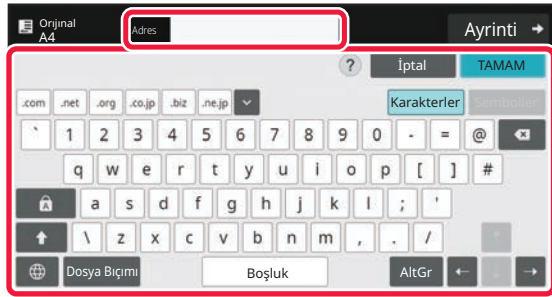 Orijinal
A4
Adres
Ayrinti
?
İptal
TAMAM
.com .net .org .co.jp .biz .ne.jp
Karakterler
Semboller
` 1 2 3 4 5 6 7 8 9 0 - = @
q w e r t y u i o p [ ] #
A
a s d f g h j k l ; '
\ z x c v b n m , . /
Dosya Bıçımı
Boşluk
AltGr